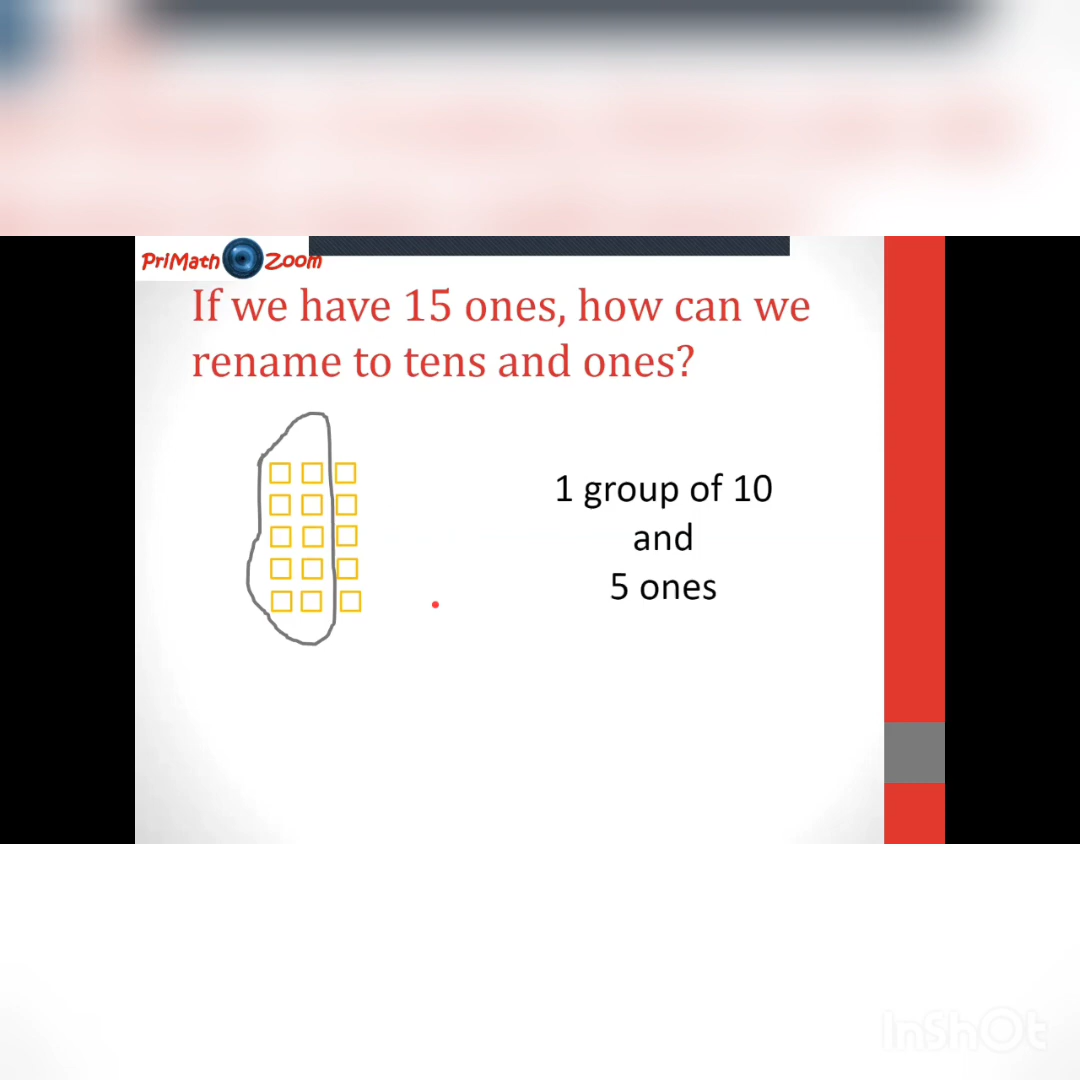 PriMath Zoom
If we have 15 ones, how can we
rename to tens and ones?
1 group of 10
and
5 ones
InShOt